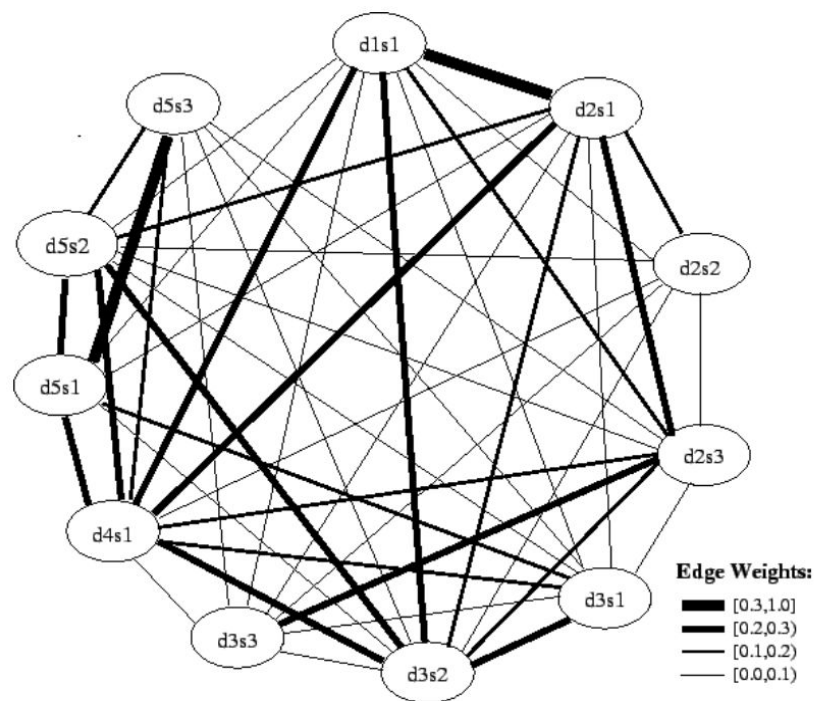 d1s1
d5s3
d2s1
d5s2
d2s2
d5s1
d2s3
d4s1
d3s1
d3s3
d3s2
Edge Weights:
[0.3,1.0]
[0.2,0.3)
[0.1,0.2)
[0.0,0.1)